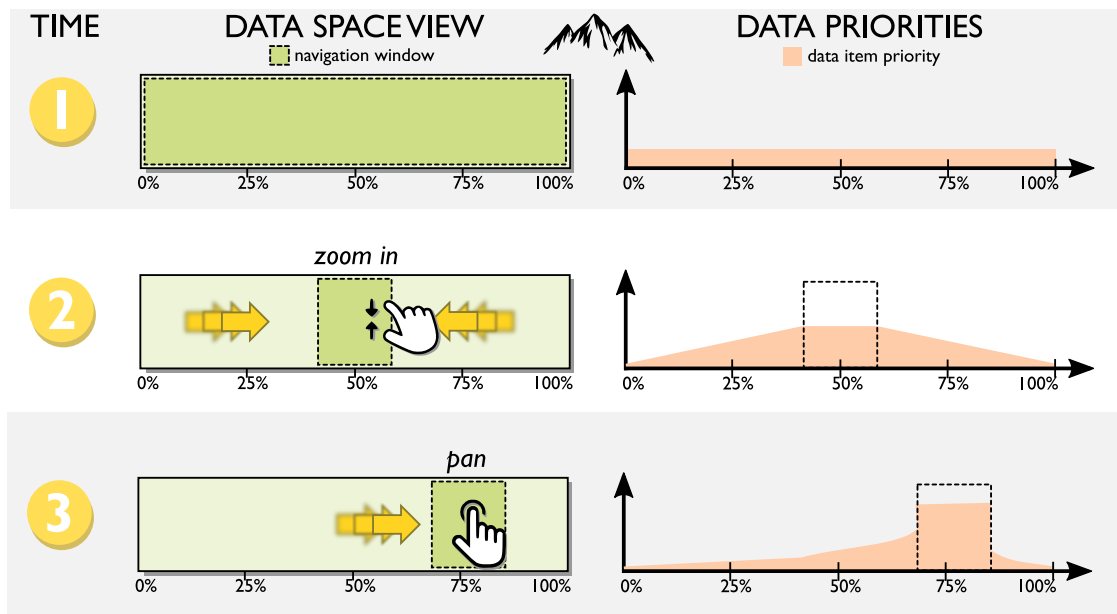 TIME
DATA SPACE VIEW
DATA PRIORITIES
navigation window
data item priority
1
0% 25% 50% 75% 100%
0% 25% 50% 75% 100%
zoom in
2
0% 25% 50% 75% 100%
0% 25% 50% 75% 100%
pan
3
0% 25% 50% 75% 100%
0% 25% 50% 75% 100%